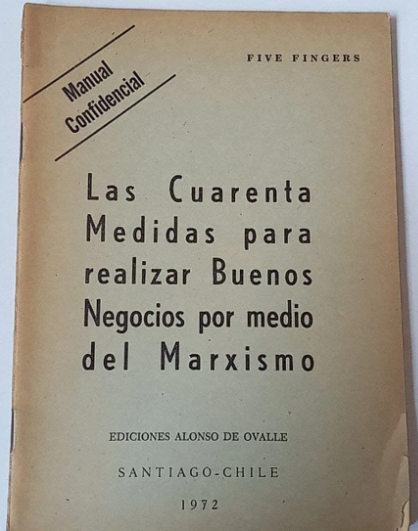 FIVE FINGERS
Manual
Confidencial
Las Cuarenta
Medidas para
realizar Buenos
Negocios por medio
del Marxismo
EDICIONES ALONSO DE OVALLE
SANTIAGO-CHILE
1972